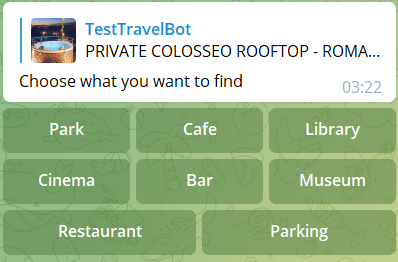 TestTravelBot
PRIVATE COLOSSEO ROOFTOP - ROMA...
Choose what you want to find
03:22
Park Cafe Library
Cinema Bar Museum
Restaurant Parking